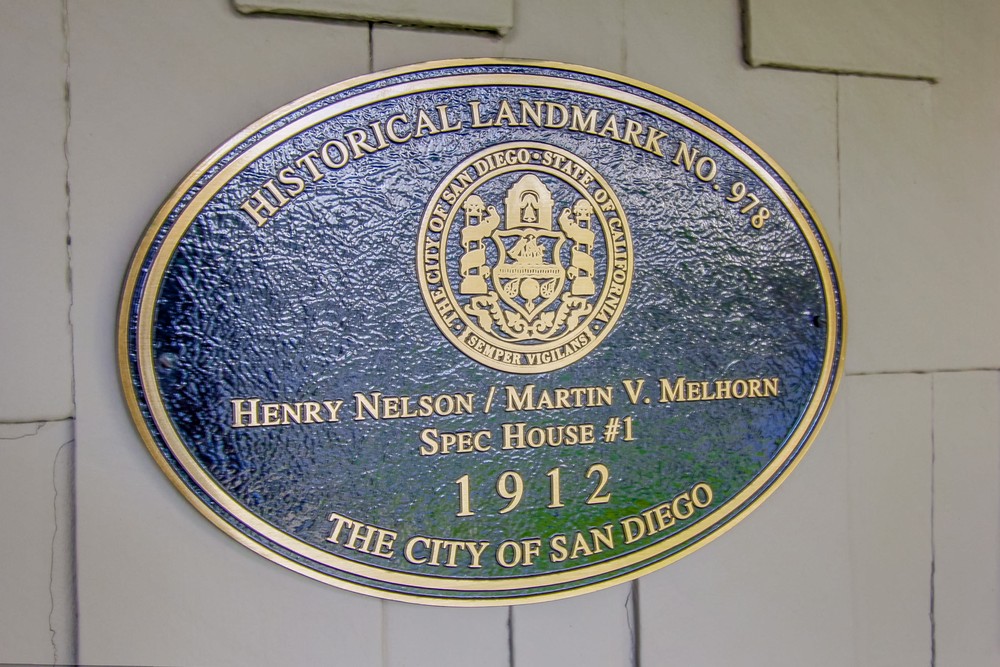 HISTORICAL LANDMARK NO. 978
THE CITY OF SAN DIEGO • STATE OF CALIFORNIA •
SEMPER VIGILANS
HENRY NELSON / MARTIN V. MELHORN
SPEC HOUSE #1
1912
THE CITY OF SAN DIEGO